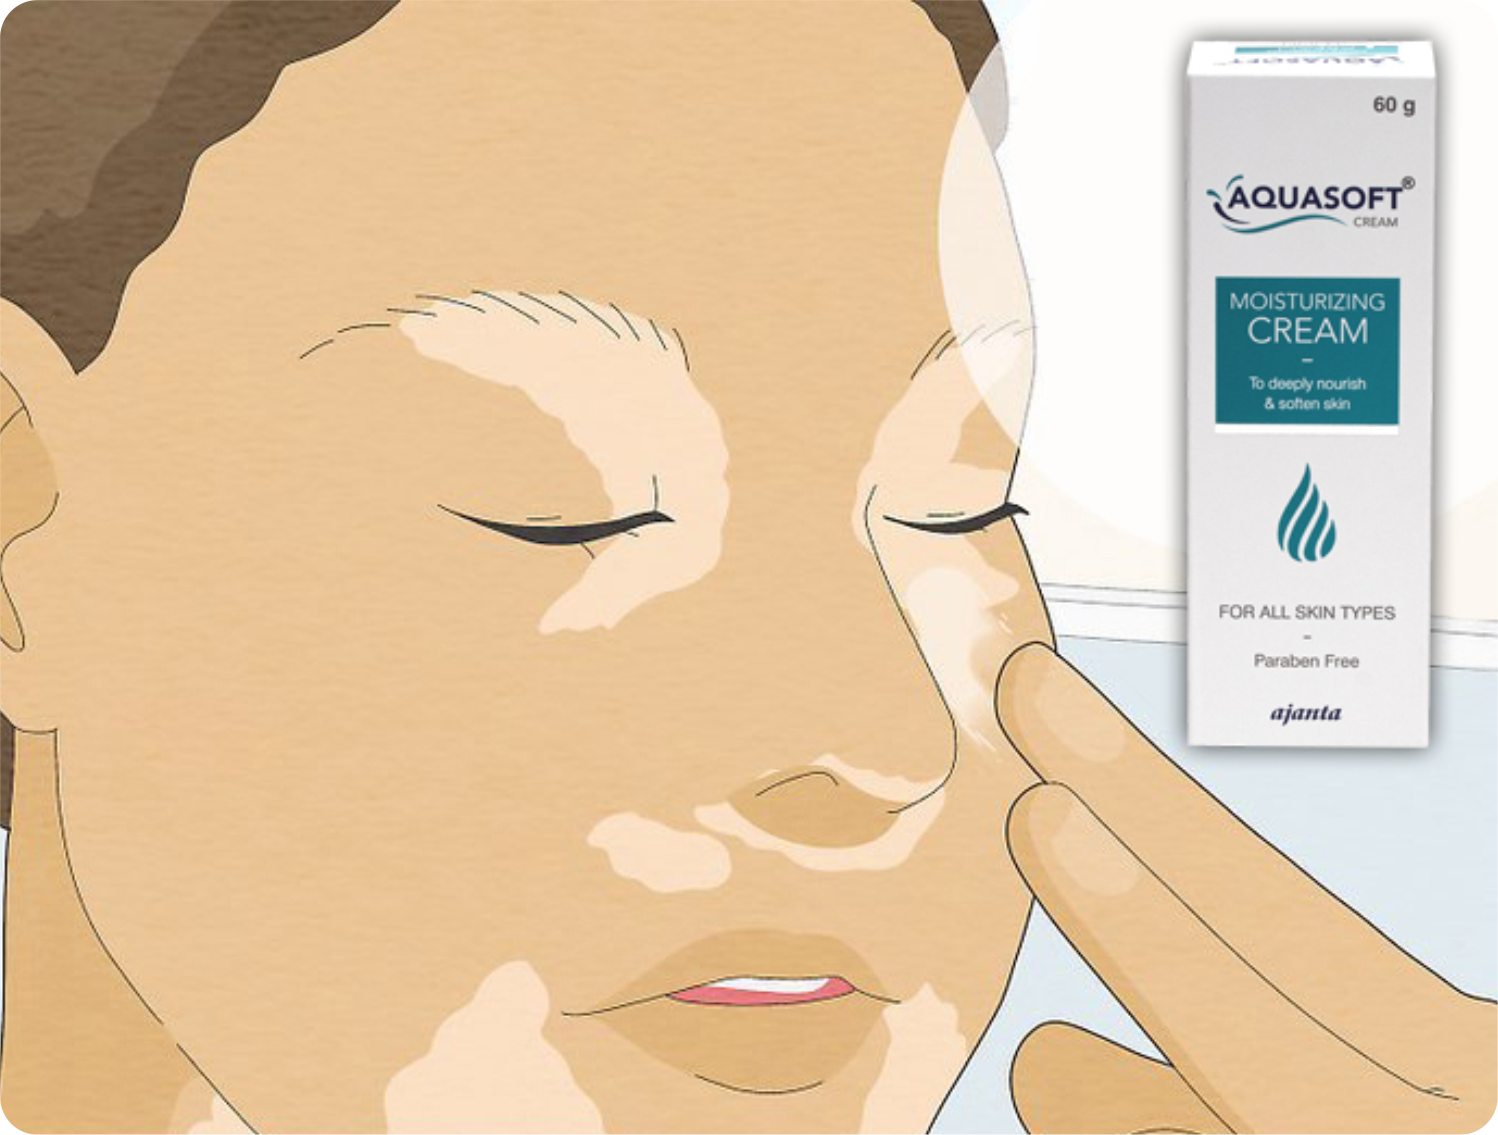 60 g
AQUASOFT®
CREAM
MOISTURIZING
CREAM
–
To deeply nourish
& soften skin
FOR ALL SKIN TYPES
–
Paraben Free
ajanta